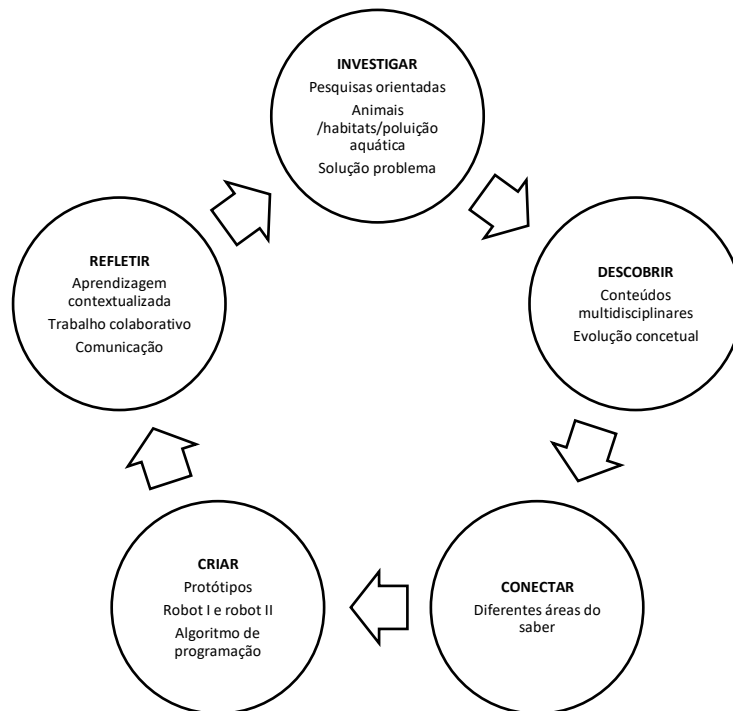 INVESTIGAR
Pesquisas orientadas
Animais
/habitats/poluição
aquática
Solução problema
DESCOBRIR
Conteúdos
multidisciplinares
Evolução concetual
CONECTAR
Diferentes áreas do
saber
CRIAR
Protótipos
Robot I e robot II
Algoritmo de
programação
REFLETIR
Aprendizagem
contextualizada
Trabalho colaborativo
Comunicação